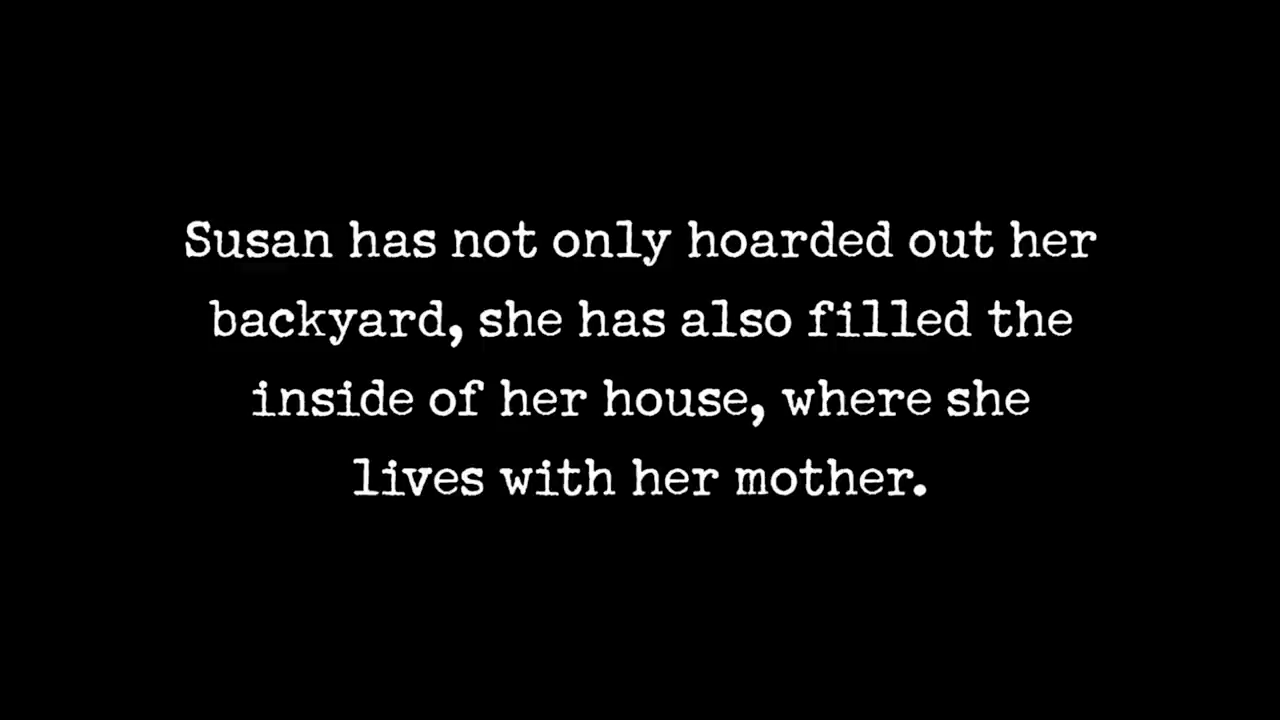 Susan has not only hoarded out her
backyard, she has also filled the
inside of her house, where she
lives with her mother.